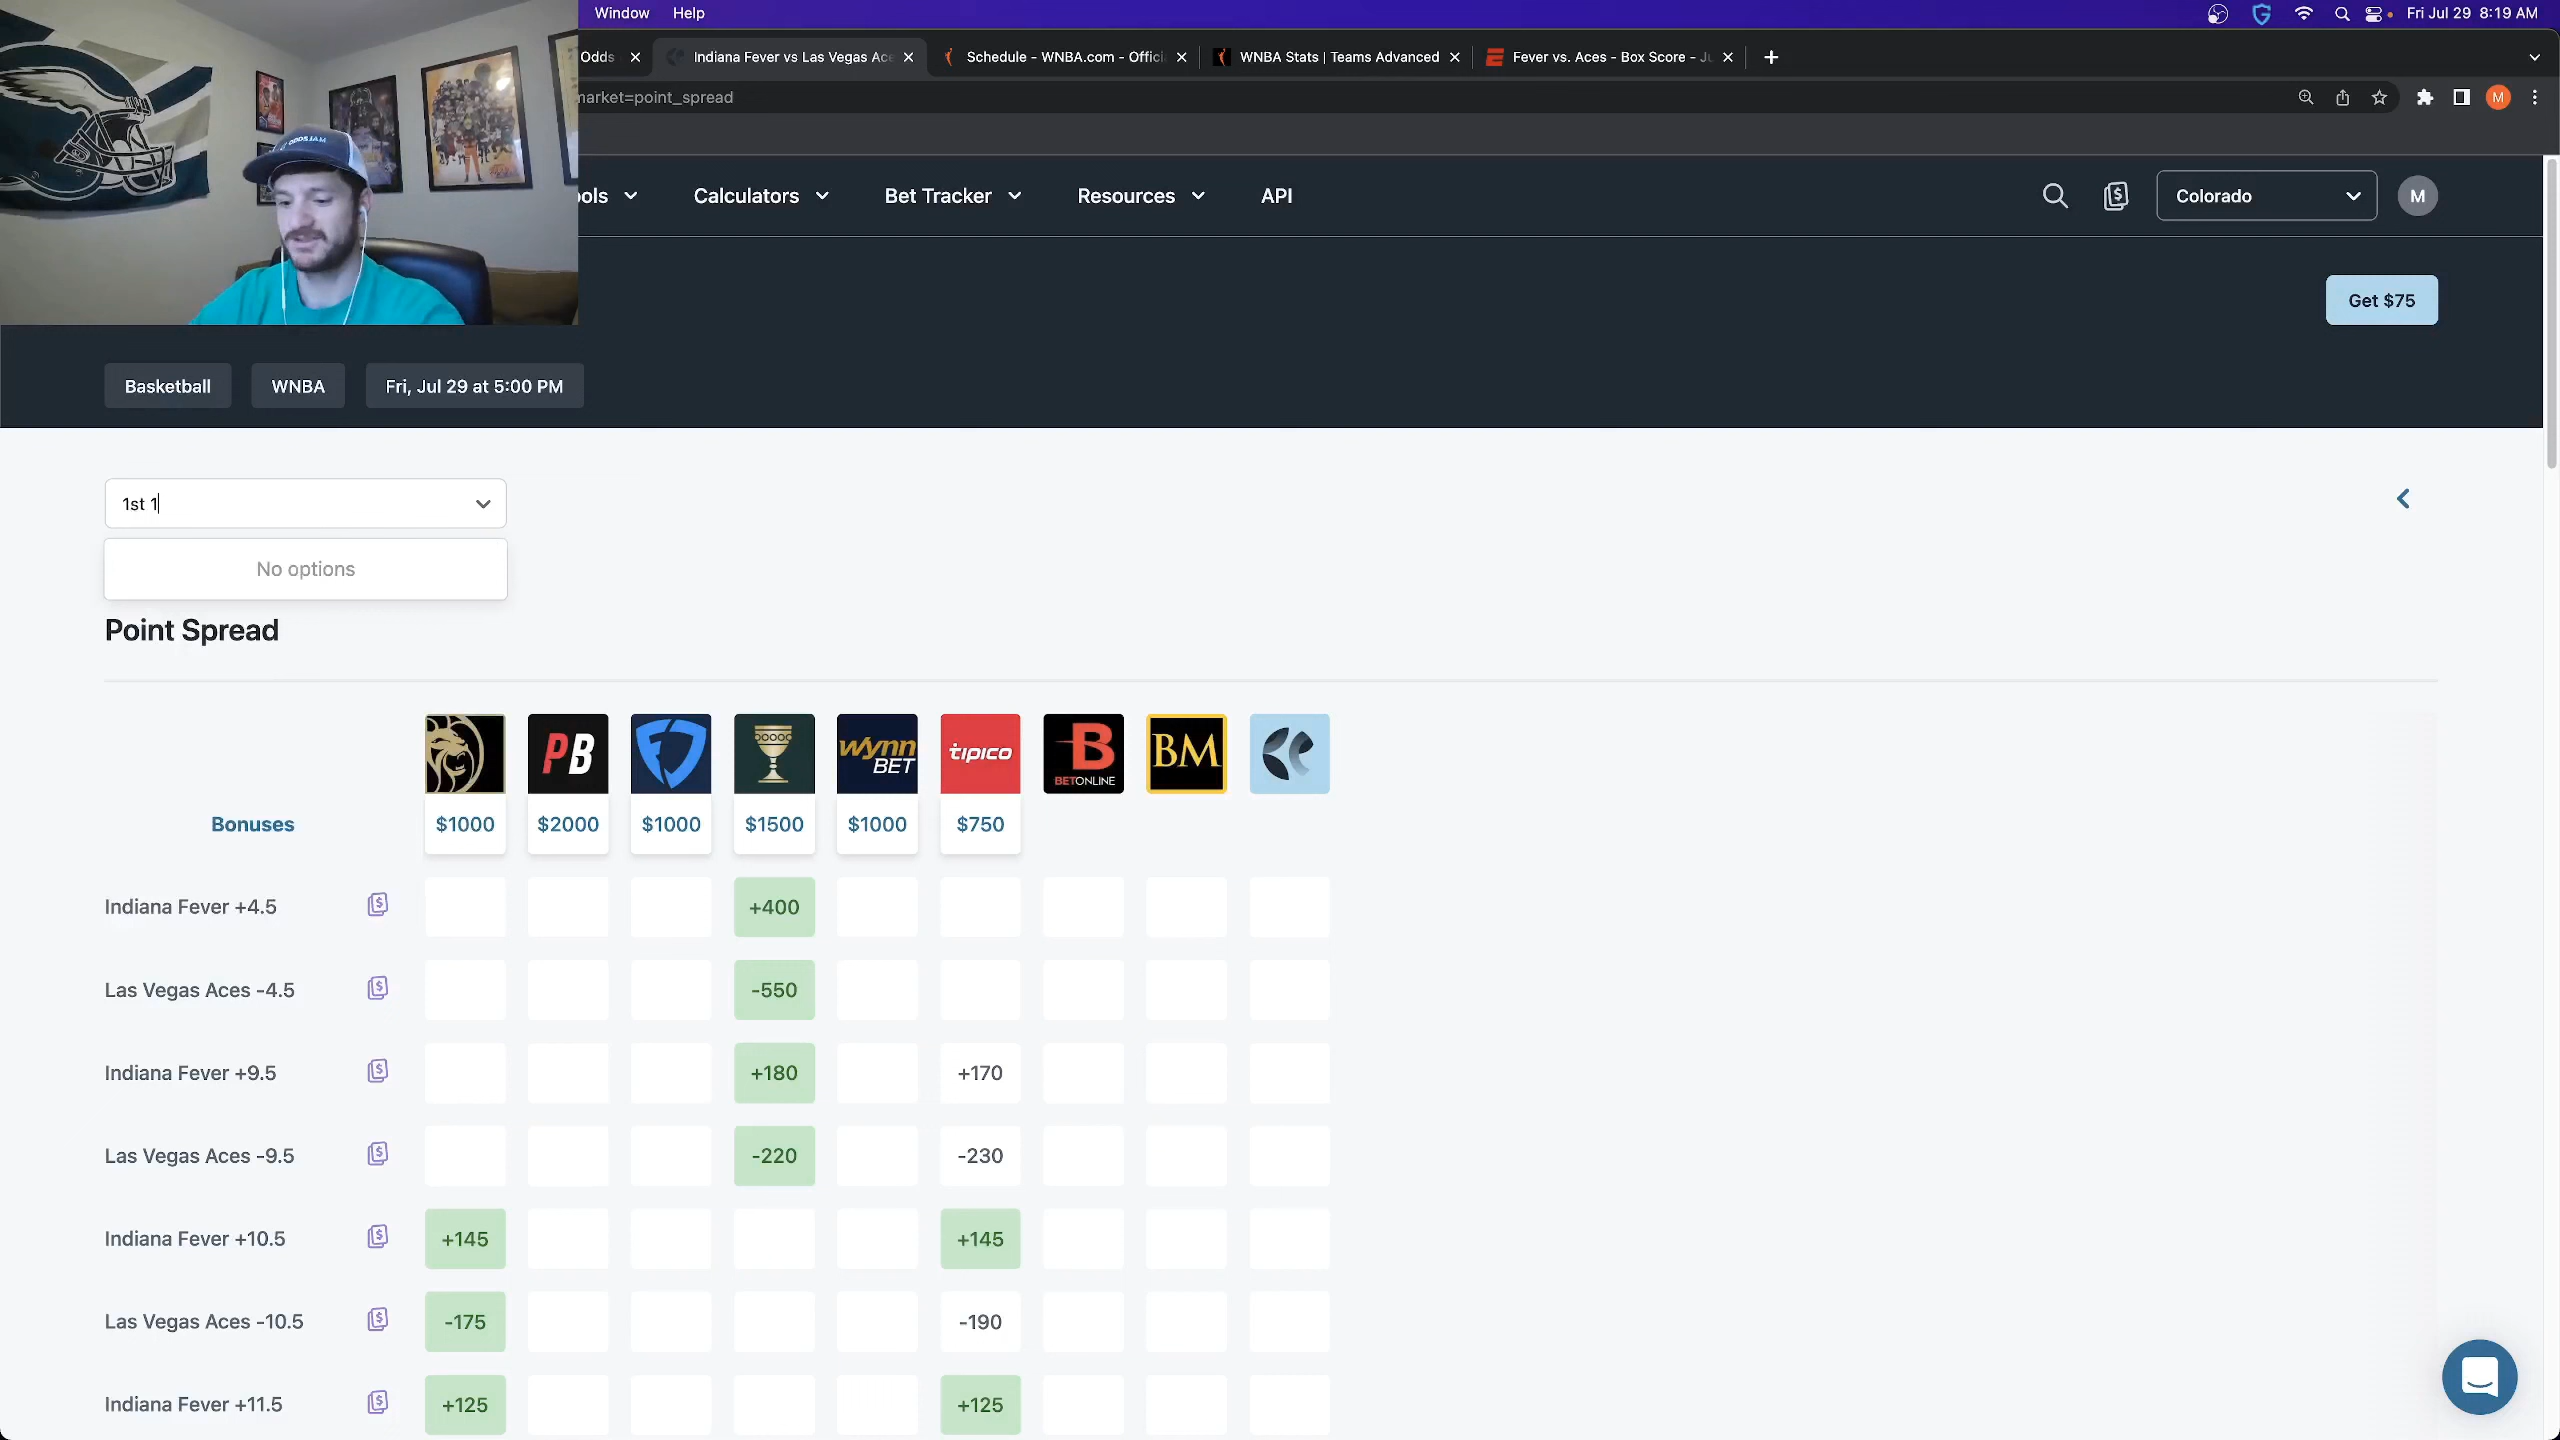 Window Help
Fri Jul 29 8:19 AM
Odds
Indiana Fever vs Las Vegas Ace
Schedule - WNBA.com - Offici
WNBA Stats | Teams Advanced
Fever vs. Aces - Box Score - Ju
market=point_spread
M
ODDSJAM
ools
Calculators
Bet Tracker
Resources
API
Colorado
M
Get $75
Basketball
WNBA
Fri, Jul 29 at 5:00 PM
1st 1
No options
Point Spread
PB
wynn
BET
tipico
B
BETONLINE
BM
Bonuses $1000 $2000 $1000 $1500 $1000 $750
Indiana Fever +4.5 +400
Las Vegas Aces -4.5 -550
Indiana Fever +9.5 +180 +170
Las Vegas Aces -9.5 -220 -230
Indiana Fever +10.5 +145 +145
Las Vegas Aces -10.5 -175 -190
Indiana Fever +11.5 +125 +125